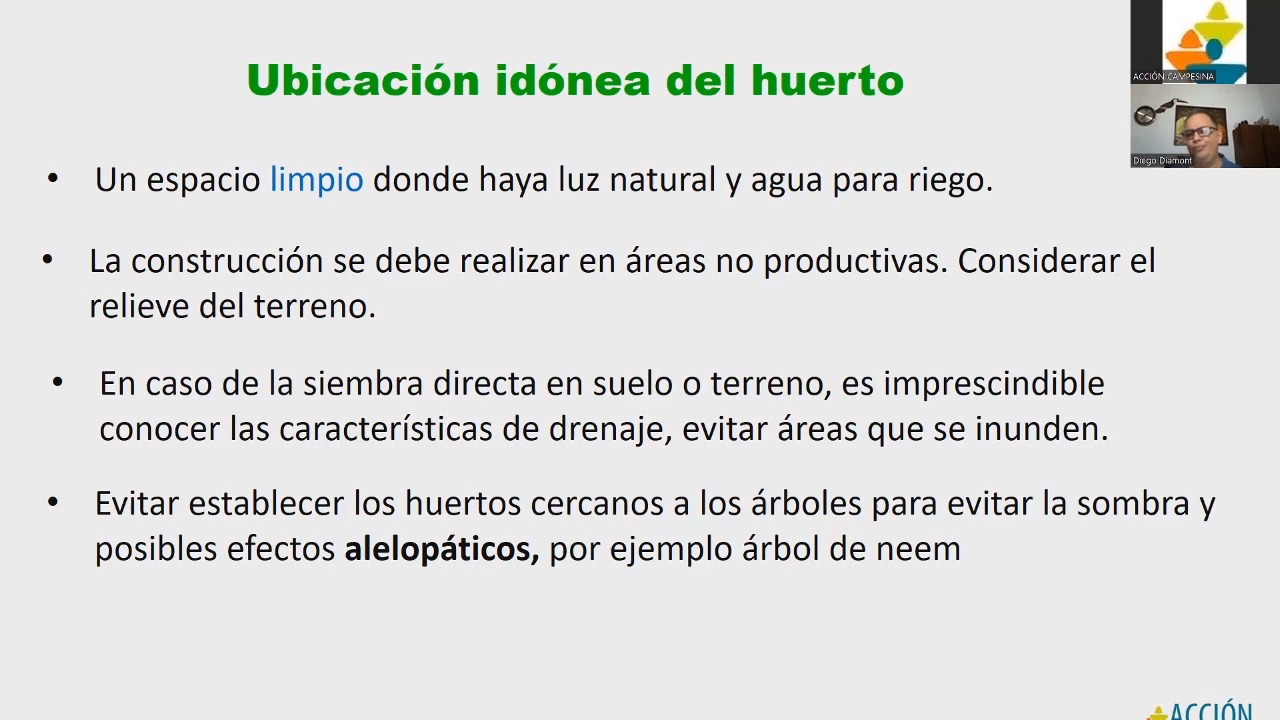 Ubicación idónea del huerto
ACCIÓN CAMPESINA
Diego Diamont
• Un espacio limpio donde haya luz natural y agua para riego.
• La construcción se debe realizar en áreas no productivas. Considerar el
relieve del terreno.
• En caso de la siembra directa en suelo o terreno, es imprescindible
conocer las características de drenaje, evitar áreas que se inunden.
• Evitar establecer los huertos cercanos a los árboles para evitar la sombra y
posibles efectos alelopáticos, por ejemplo árbol de neem
ACCIÓN